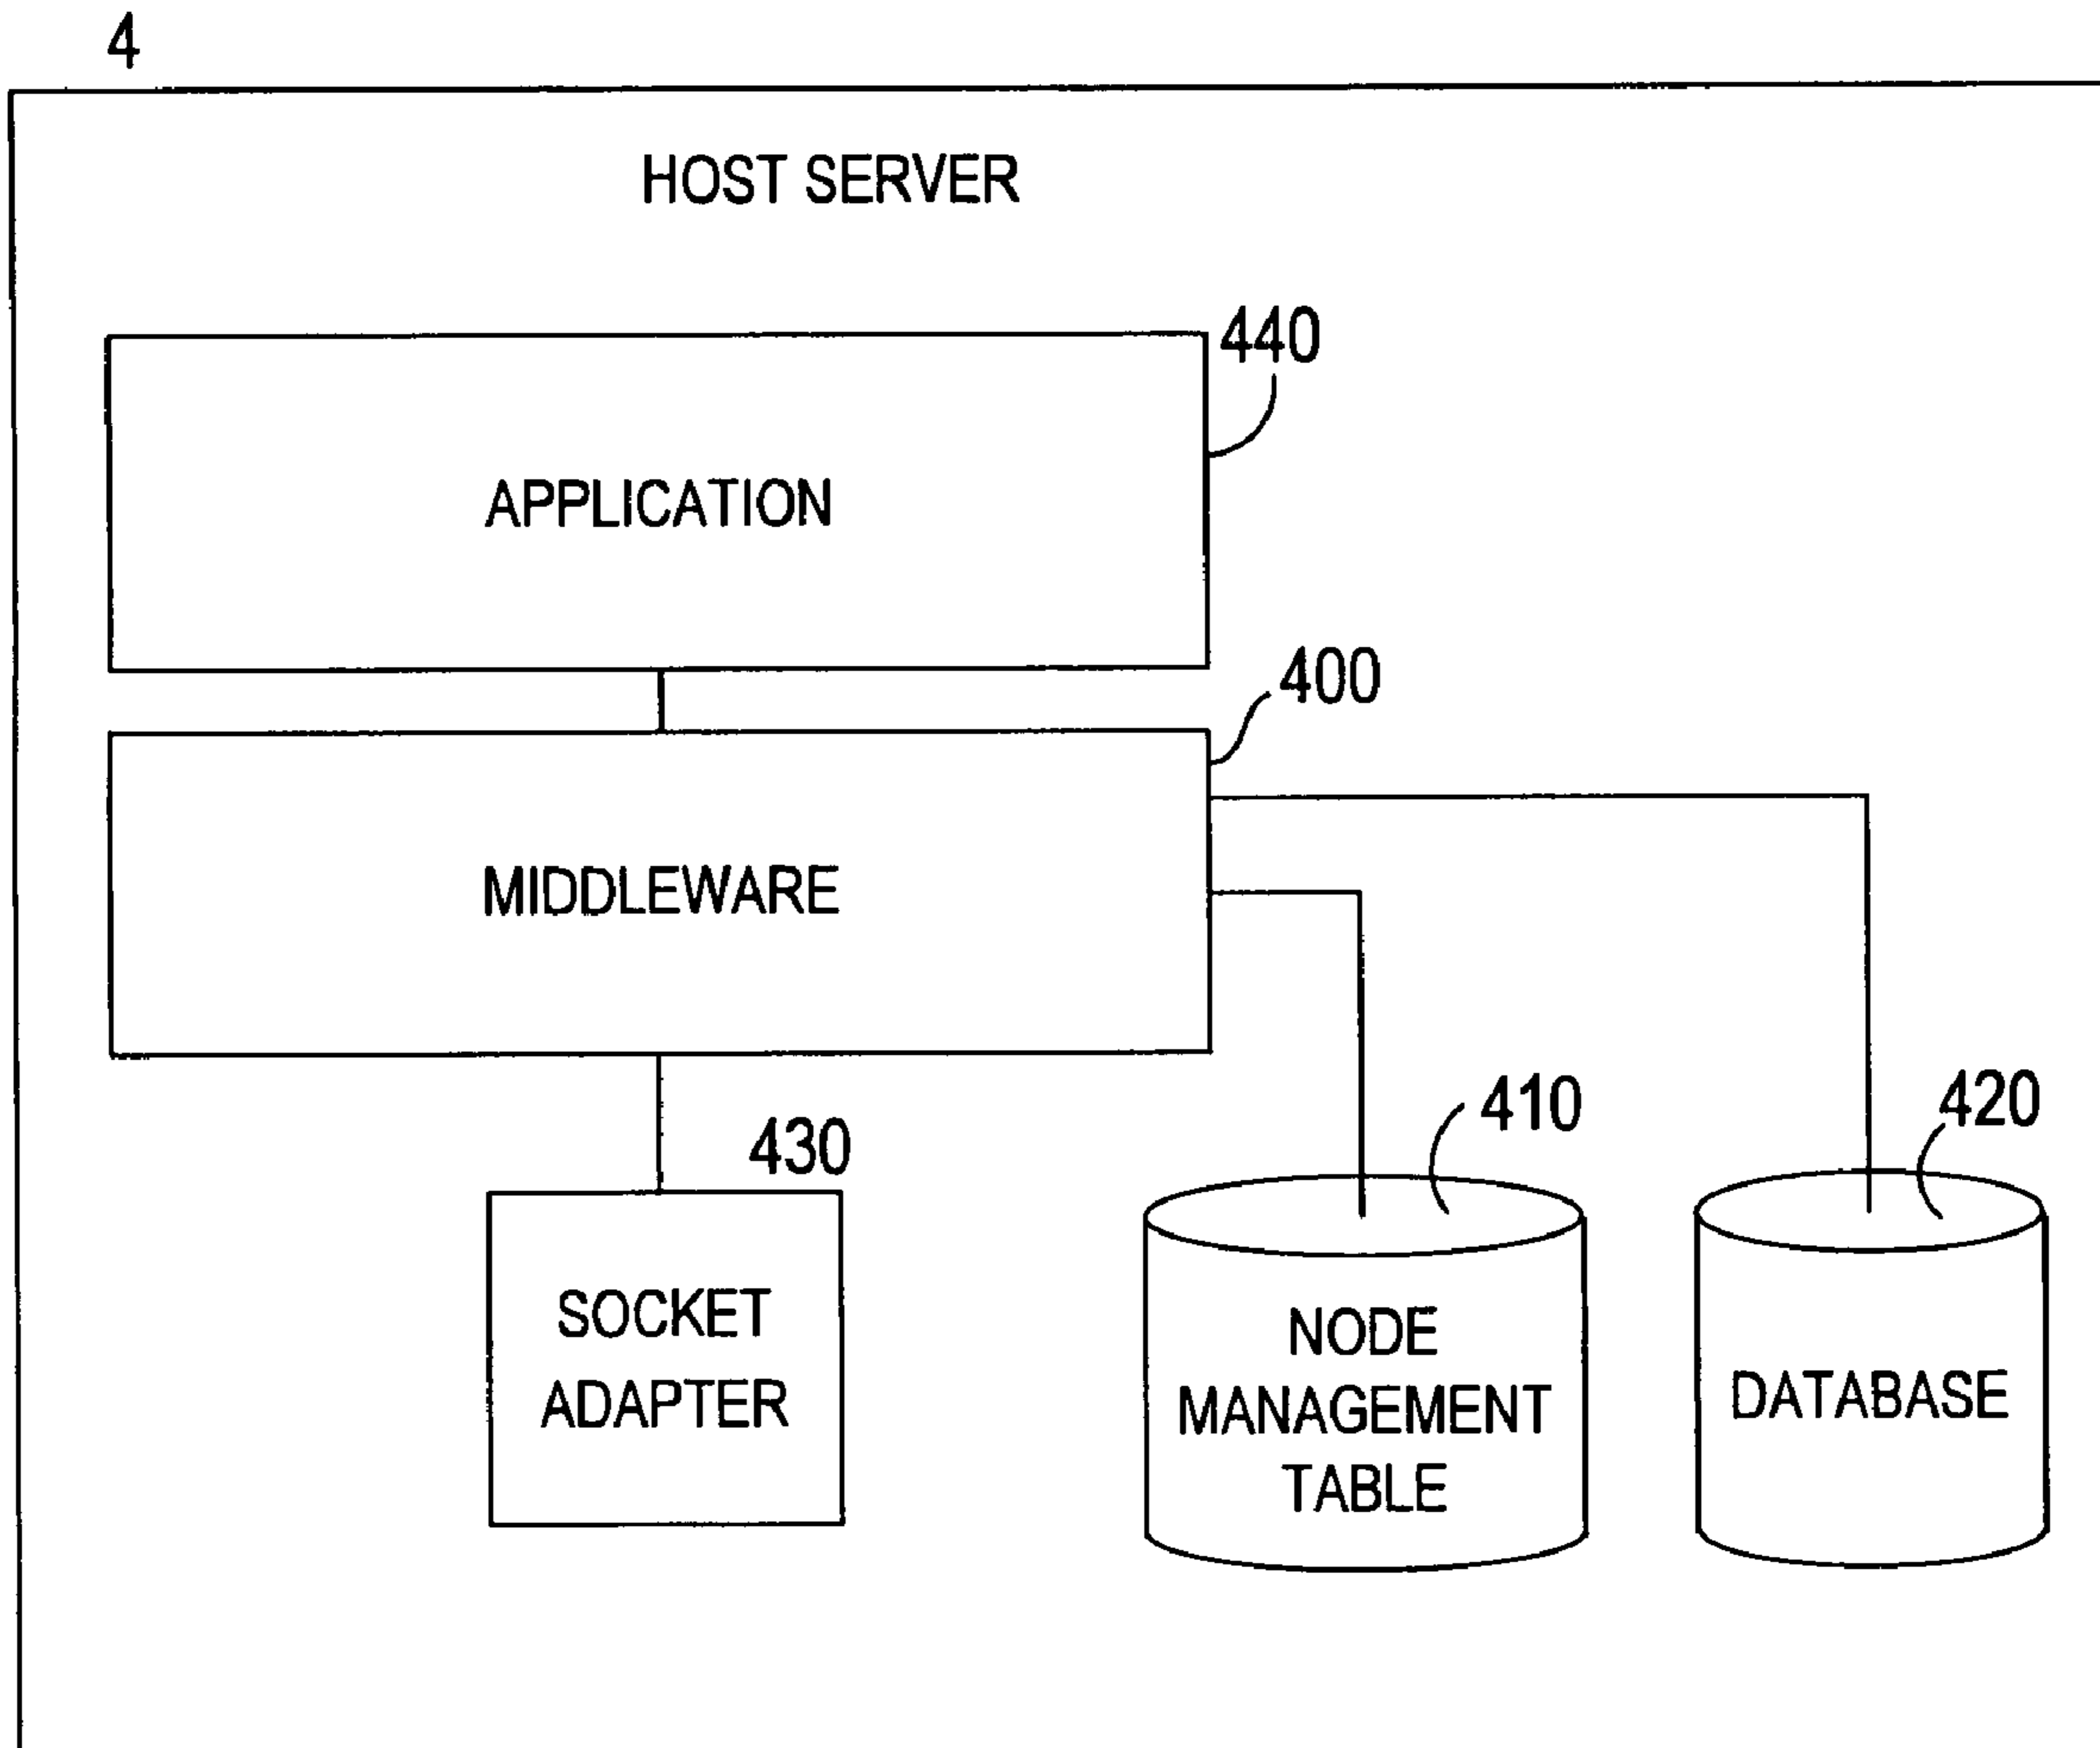 4
HOST SERVER
440
APPLICATION
400
MIDDLEWARE
410
420
430
SOCKET
ADAPTER
NODE
MANAGEMENT
TABLE
DATABASE